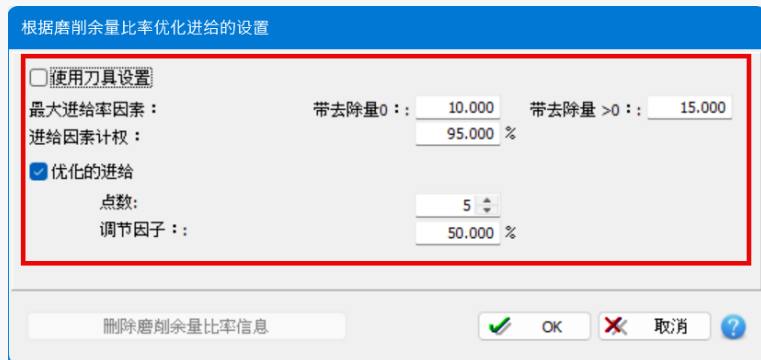 根据磨削余量比率优化进给的设置
使用刀具设置
最大进给率因素： 带去除量0：: 10.000 带去除量 >0：: 15.000
进给因素计权： 95.000 %
优化的进给
点数: 5
调节因子：: 50.000 %
删除磨削余量比率信息 OK 取消 ?